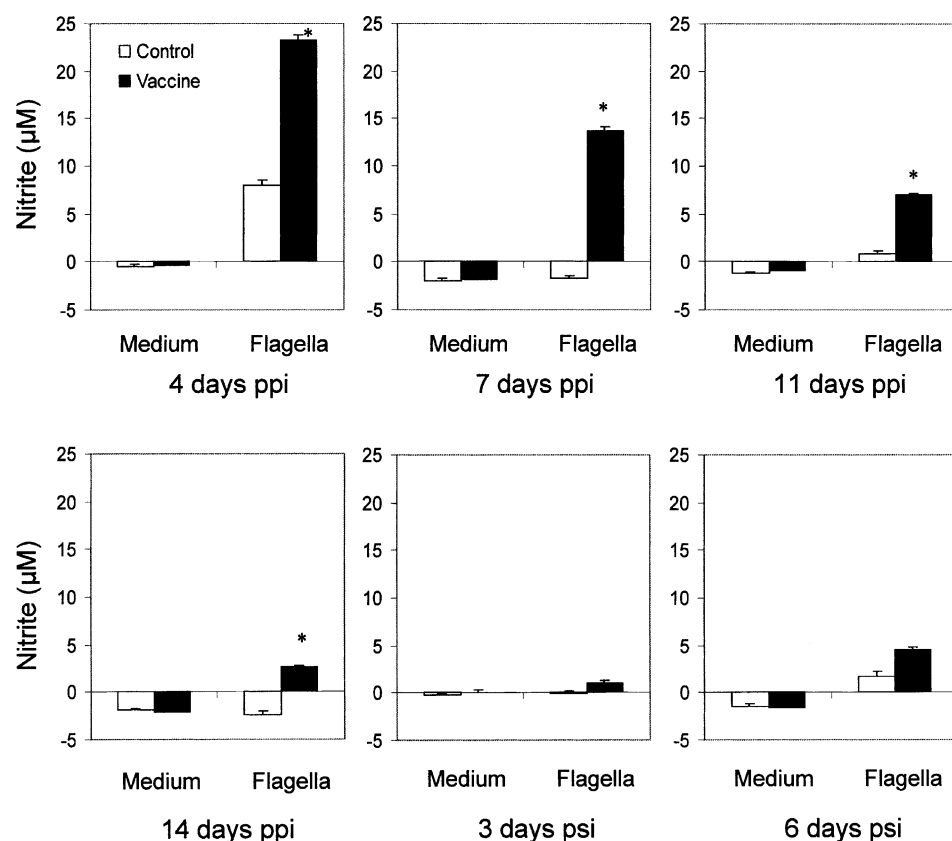 25
20
15
10
5
0
-5
Nitrite (µM)
Control
Vaccine
*
Medium Flagella
4 days ppi
25
20
15
10
5
0
-5
*
Medium Flagella
7 days ppi
25
20
15
10
5
0
-5
*
Medium Flagella
11 days ppi
25
20
15
10
5
0
-5
Nitrite (µM)
*
Medium Flagella
14 days ppi
25
20
15
10
5
0
-5
Medium Flagella
3 days psi
25
20
15
10
5
0
-5
Medium Flagella
6 days psi